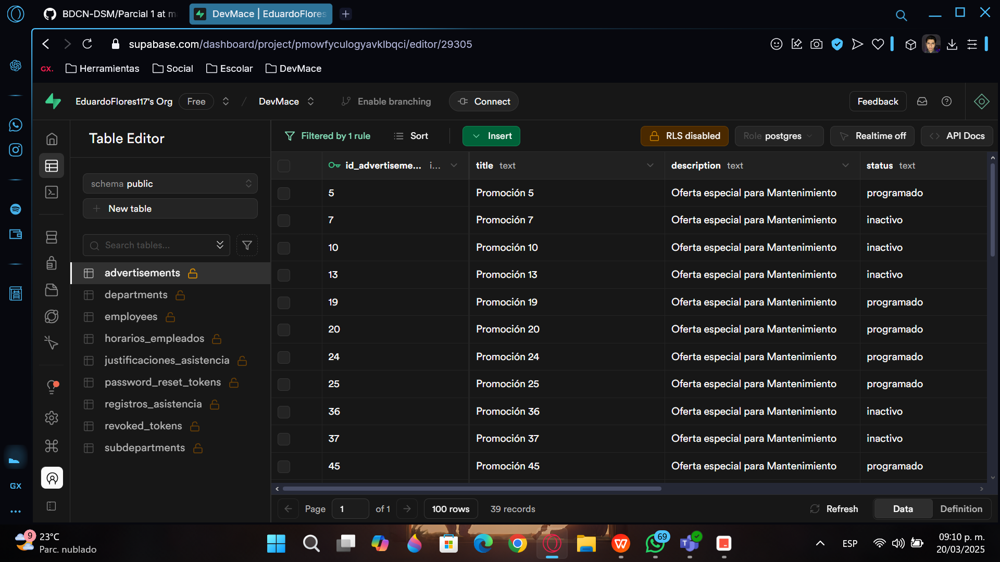 BDCN-DSM/Parcial 1 at m
DevMace | EduardoFlores
supabase.com/dashboard/project/pmowfyculogyavklbqci/editor/29305
GX.
Herramientas
Social
Escolar
DevMace
EduardoFlores117's Org
Free
/
DevMace
Enable branching
Connect
Feedback
Table Editor
Filtered by 1 rule
Sort
Insert
RLS disabled
Role postgres
Realtime off
API Docs
schema public
New table
Search tables...
advertisements
departments
employees
horarios_empleados
justificaciones_asistencia
password_reset_tokens
registros_asistencia
revoked_tokens
subdepartments
id_advertiseme... i... title text description text status text
5 Promoción 5 Oferta especial para Mantenimiento programado
7 Promoción 7 Oferta especial para Mantenimiento inactivo
10 Promoción 10 Oferta especial para Mantenimiento inactivo
13 Promoción 13 Oferta especial para Mantenimiento inactivo
19 Promoción 19 Oferta especial para Mantenimiento programado
20 Promoción 20 Oferta especial para Mantenimiento programado
24 Promoción 24 Oferta especial para Mantenimiento programado
25 Promoción 25 Oferta especial para Mantenimiento programado
36 Promoción 36 Oferta especial para Mantenimiento inactivo
37 Promoción 37 Oferta especial para Mantenimiento inactivo
45 Promoción 45 Oferta especial para Mantenimiento programado
Page 1 of 1
100 rows
39 records
Refresh
Data
Definition
GX
9
23°C
Parc. nublado
69
ESP
09:10 p. m.
20/03/2025